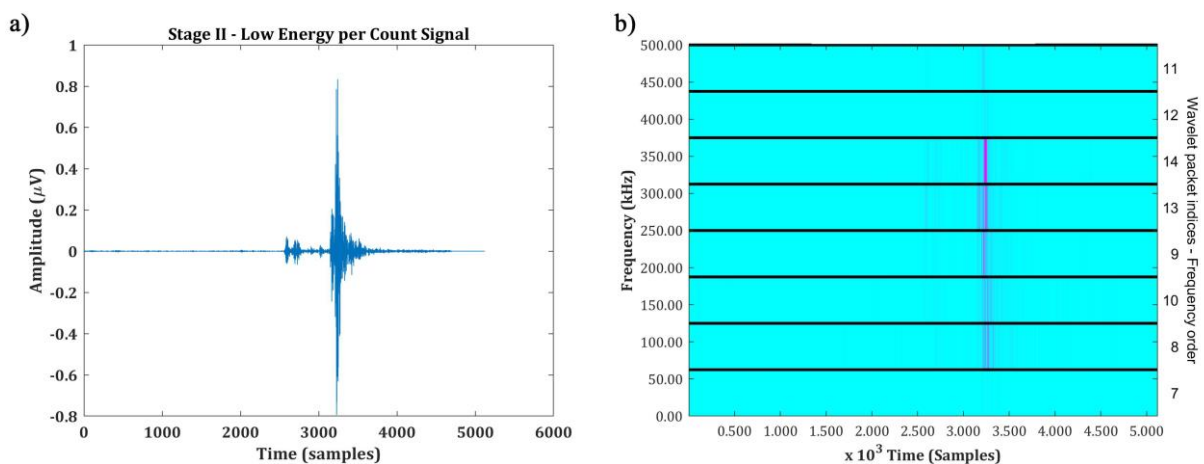 a)
Stage II - Low Energy per Count Signal
1
0.8
0.6
0.4
0.2
0
-0.2
-0.4
-0.6
-0.8
Amplitude (μV)
0 1000 2000 3000 4000 5000 6000
Time (samples)
b)
500.00
450.00
400.00
350.00
300.00
250.00
200.00
150.00
100.00
50.00
0.00
Frequency (kHz)
0.500 1.000 1.500 2.000 2.500 3.000 3.500 4.000 4.500 5.000
x 10³ Time (Samples)
11
12
14
13
9
10
8
7
Wavelet packet indices - Frequency order